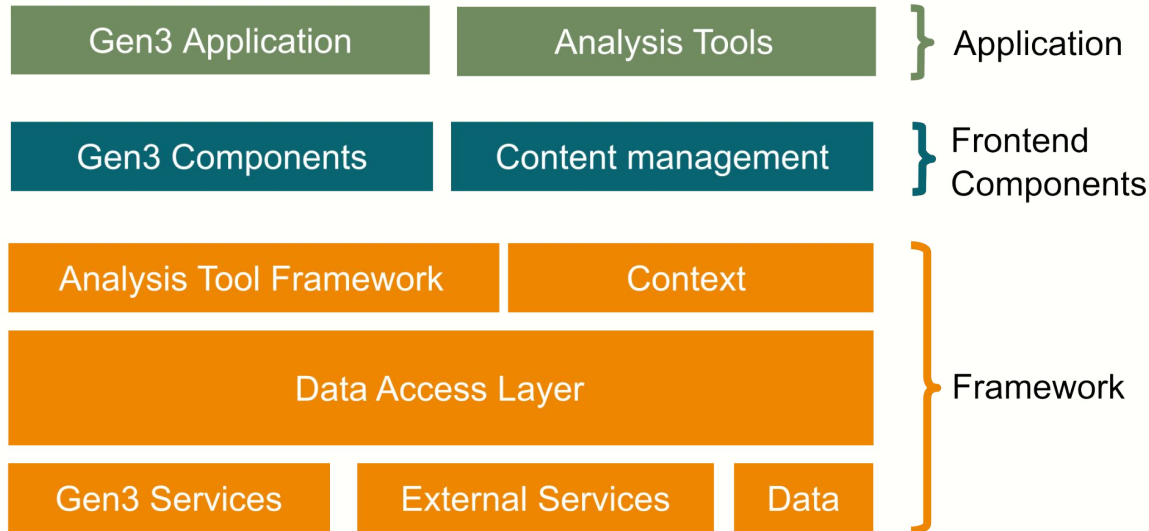 Gen3 Application
Analysis Tools
Application
Gen3 Components
Content management
Frontend
Components
Analysis Tool Framework
Context
Data Access Layer
Framework
Gen3 Services
External Services
Data